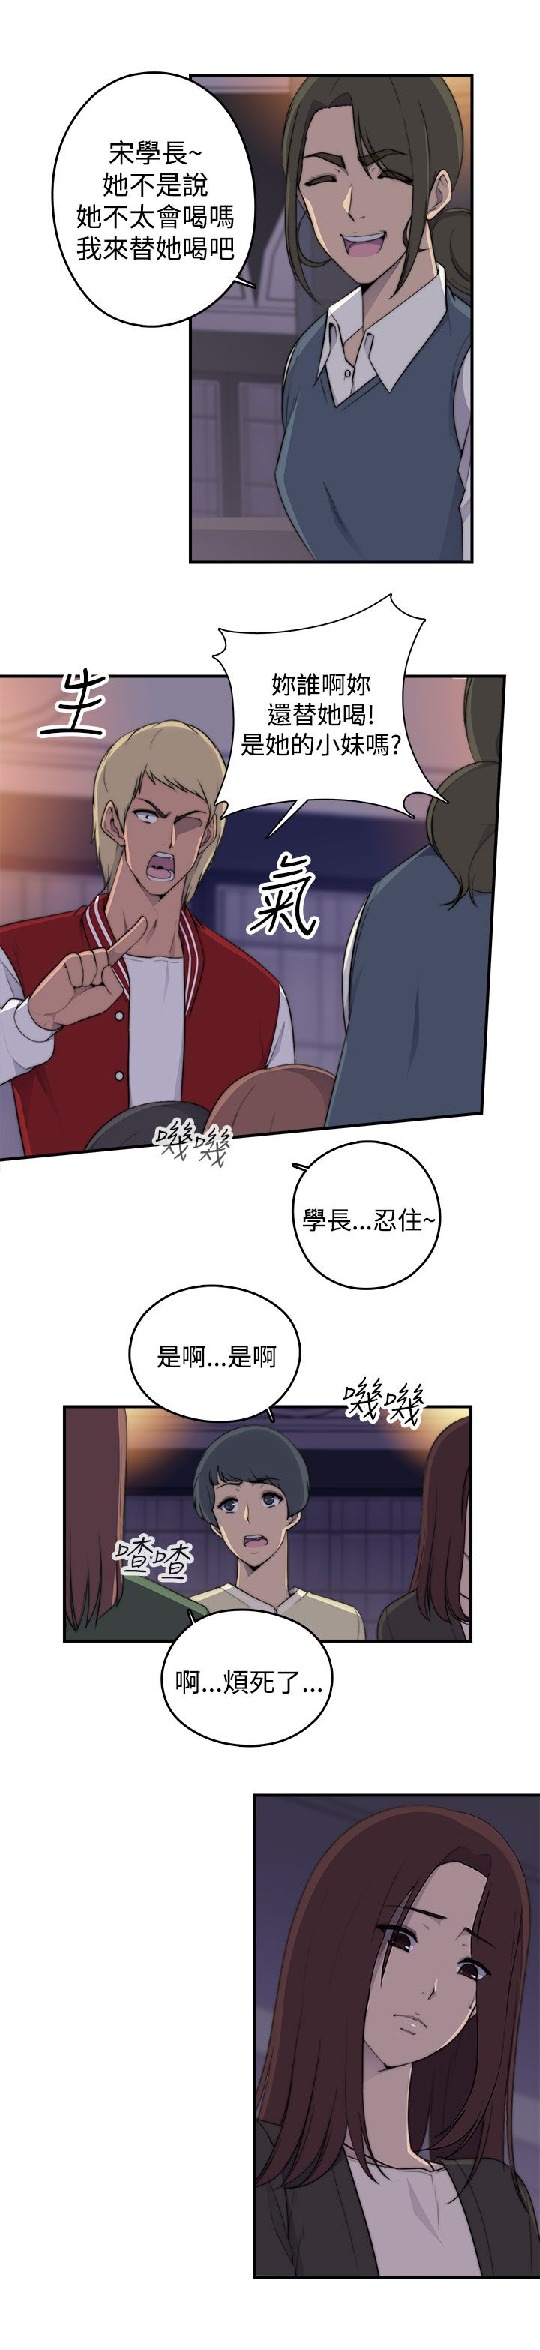 宋學長~
她不是說
她不太會喝嗎
我來替她喝吧
妳誰啊妳
還替她喝!
是她的小妹嗎?
生
氣
嘰嘰
學長...忍住~
是啊...是啊
嘰嘰
喳喳
啊...煩死了...